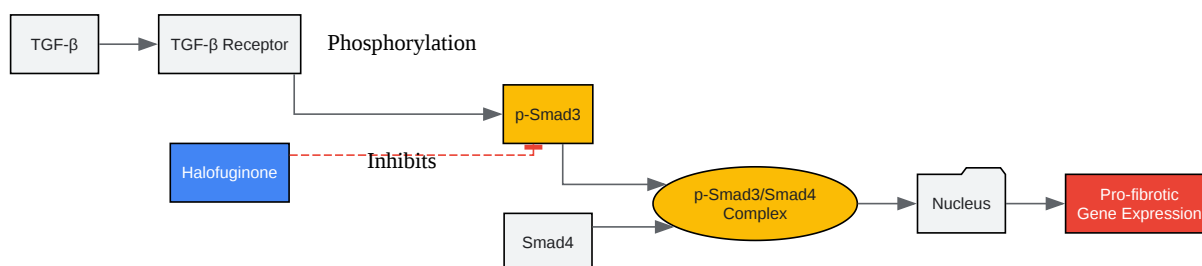 TGF-β
TGF-β Receptor
Phosphorylation
p-Smad3
Halofuginone
Inhibits
p-Smad3/Smad4
Complex
Smad4
Nucleus
Pro-fibrotic
Gene Expression